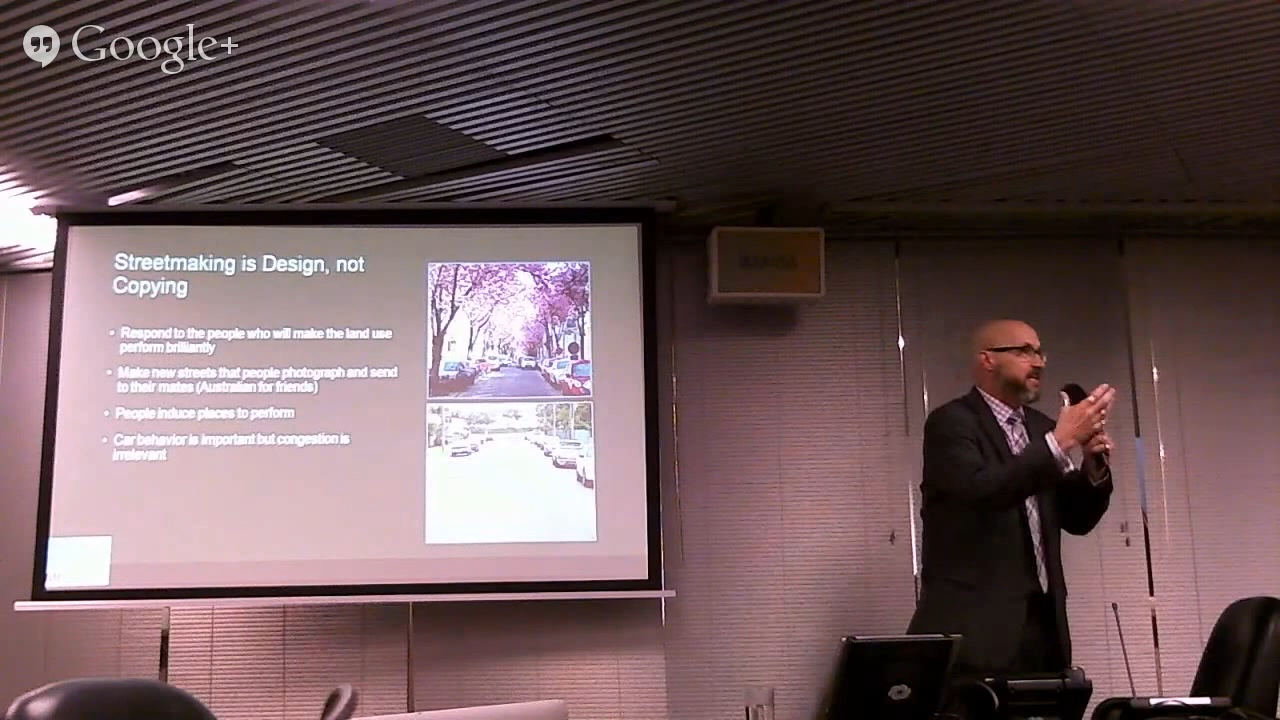 Google+
Streetmaking is Design, not
Copying
• Respond to the people who will make the land use
perform brilliantly
• Make new streets that people photograph and send
to their mates (Australian for friends)
• People induce places to perform
• Car behavior is important but congestion is
irrelevant